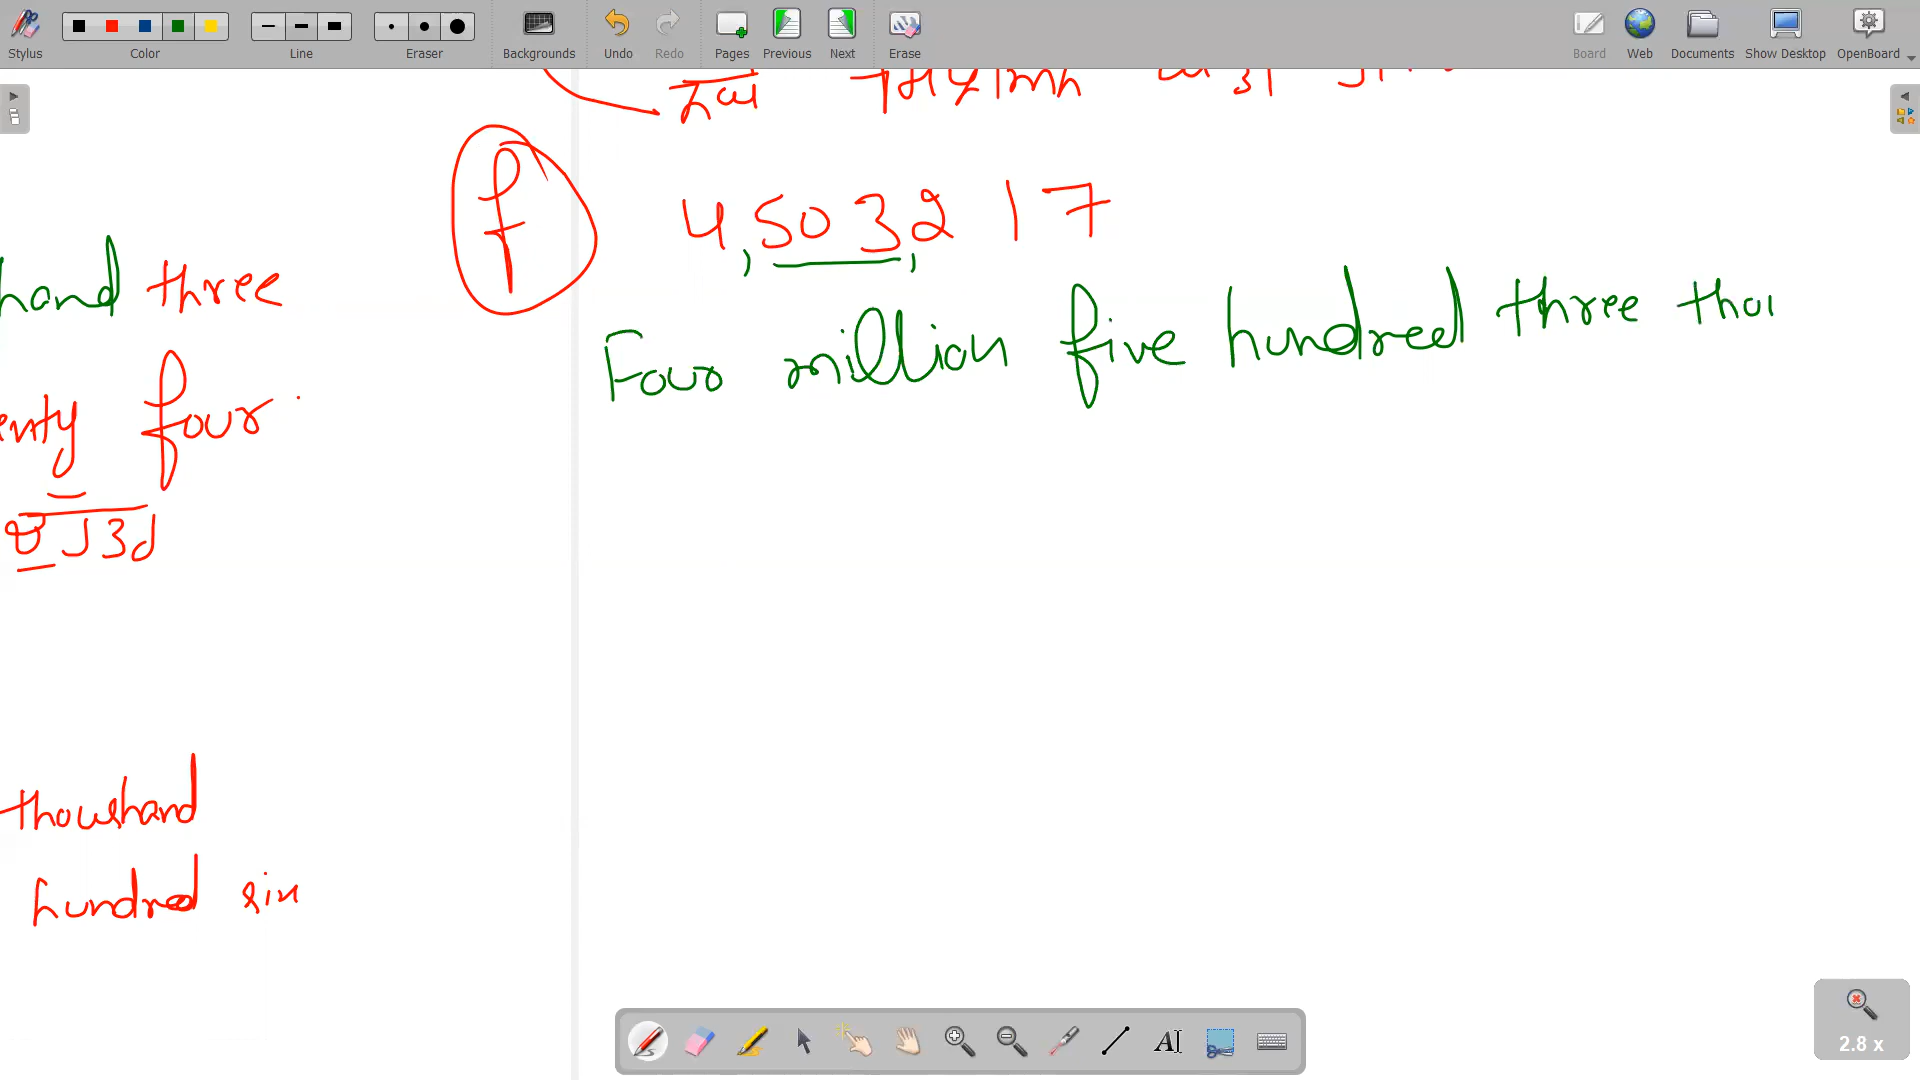 Stylus Color Line Eraser Backgrounds Undo Redo Pages Previous Next Erase Board Web Documents Show Desktop OpenBoard
f 4,503,217
Four million five hundred three thou
hand three
enty four
thoushand
hundred six
2.8 x